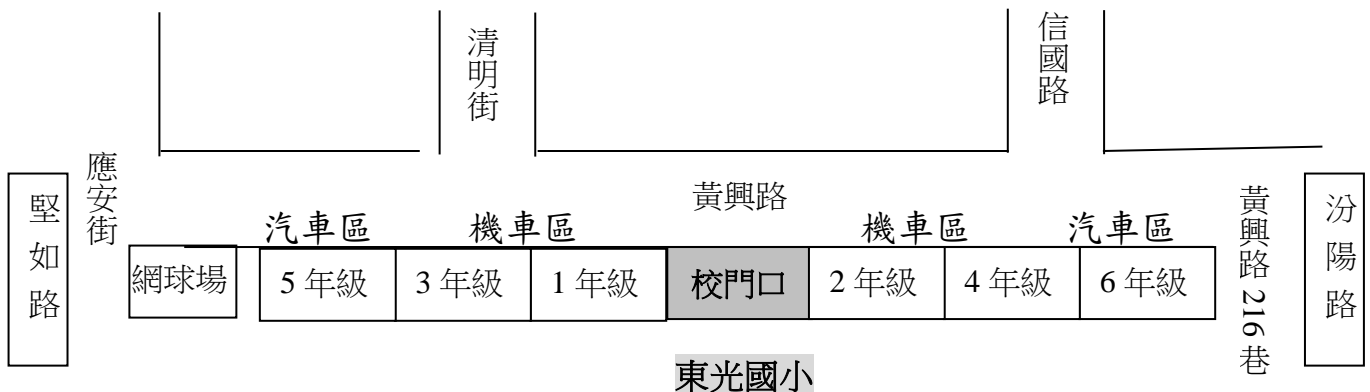 清明街
信國路
應安街
堅如路
黃興路
黃興路 216 巷
汾陽路
汽車區 機車區 機車區 汽車區
網球場 5 年級 3 年級 1 年級 校門口 2 年級 4 年級 6 年級
東光國小